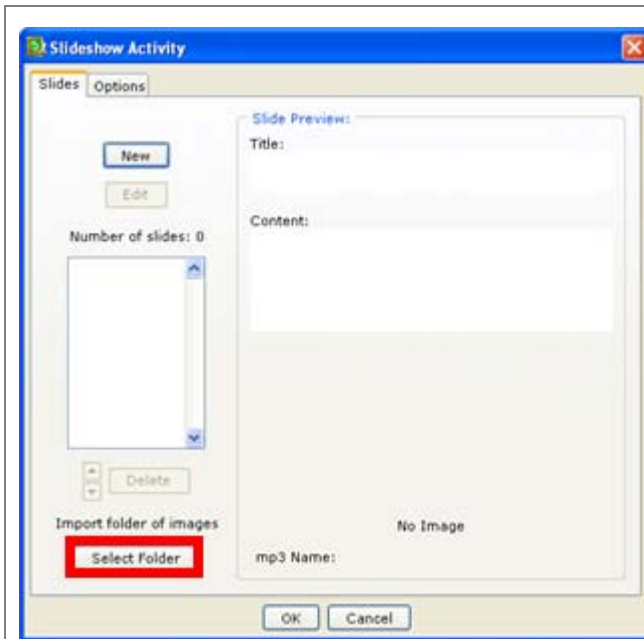 Slideshow Activity
Slides Options
New
Edit
Number of slides: 0
Delete
Import folder of images
Select Folder
Slide Preview:
Title:
Content:
No Image
mp3 Name:
OK Cancel